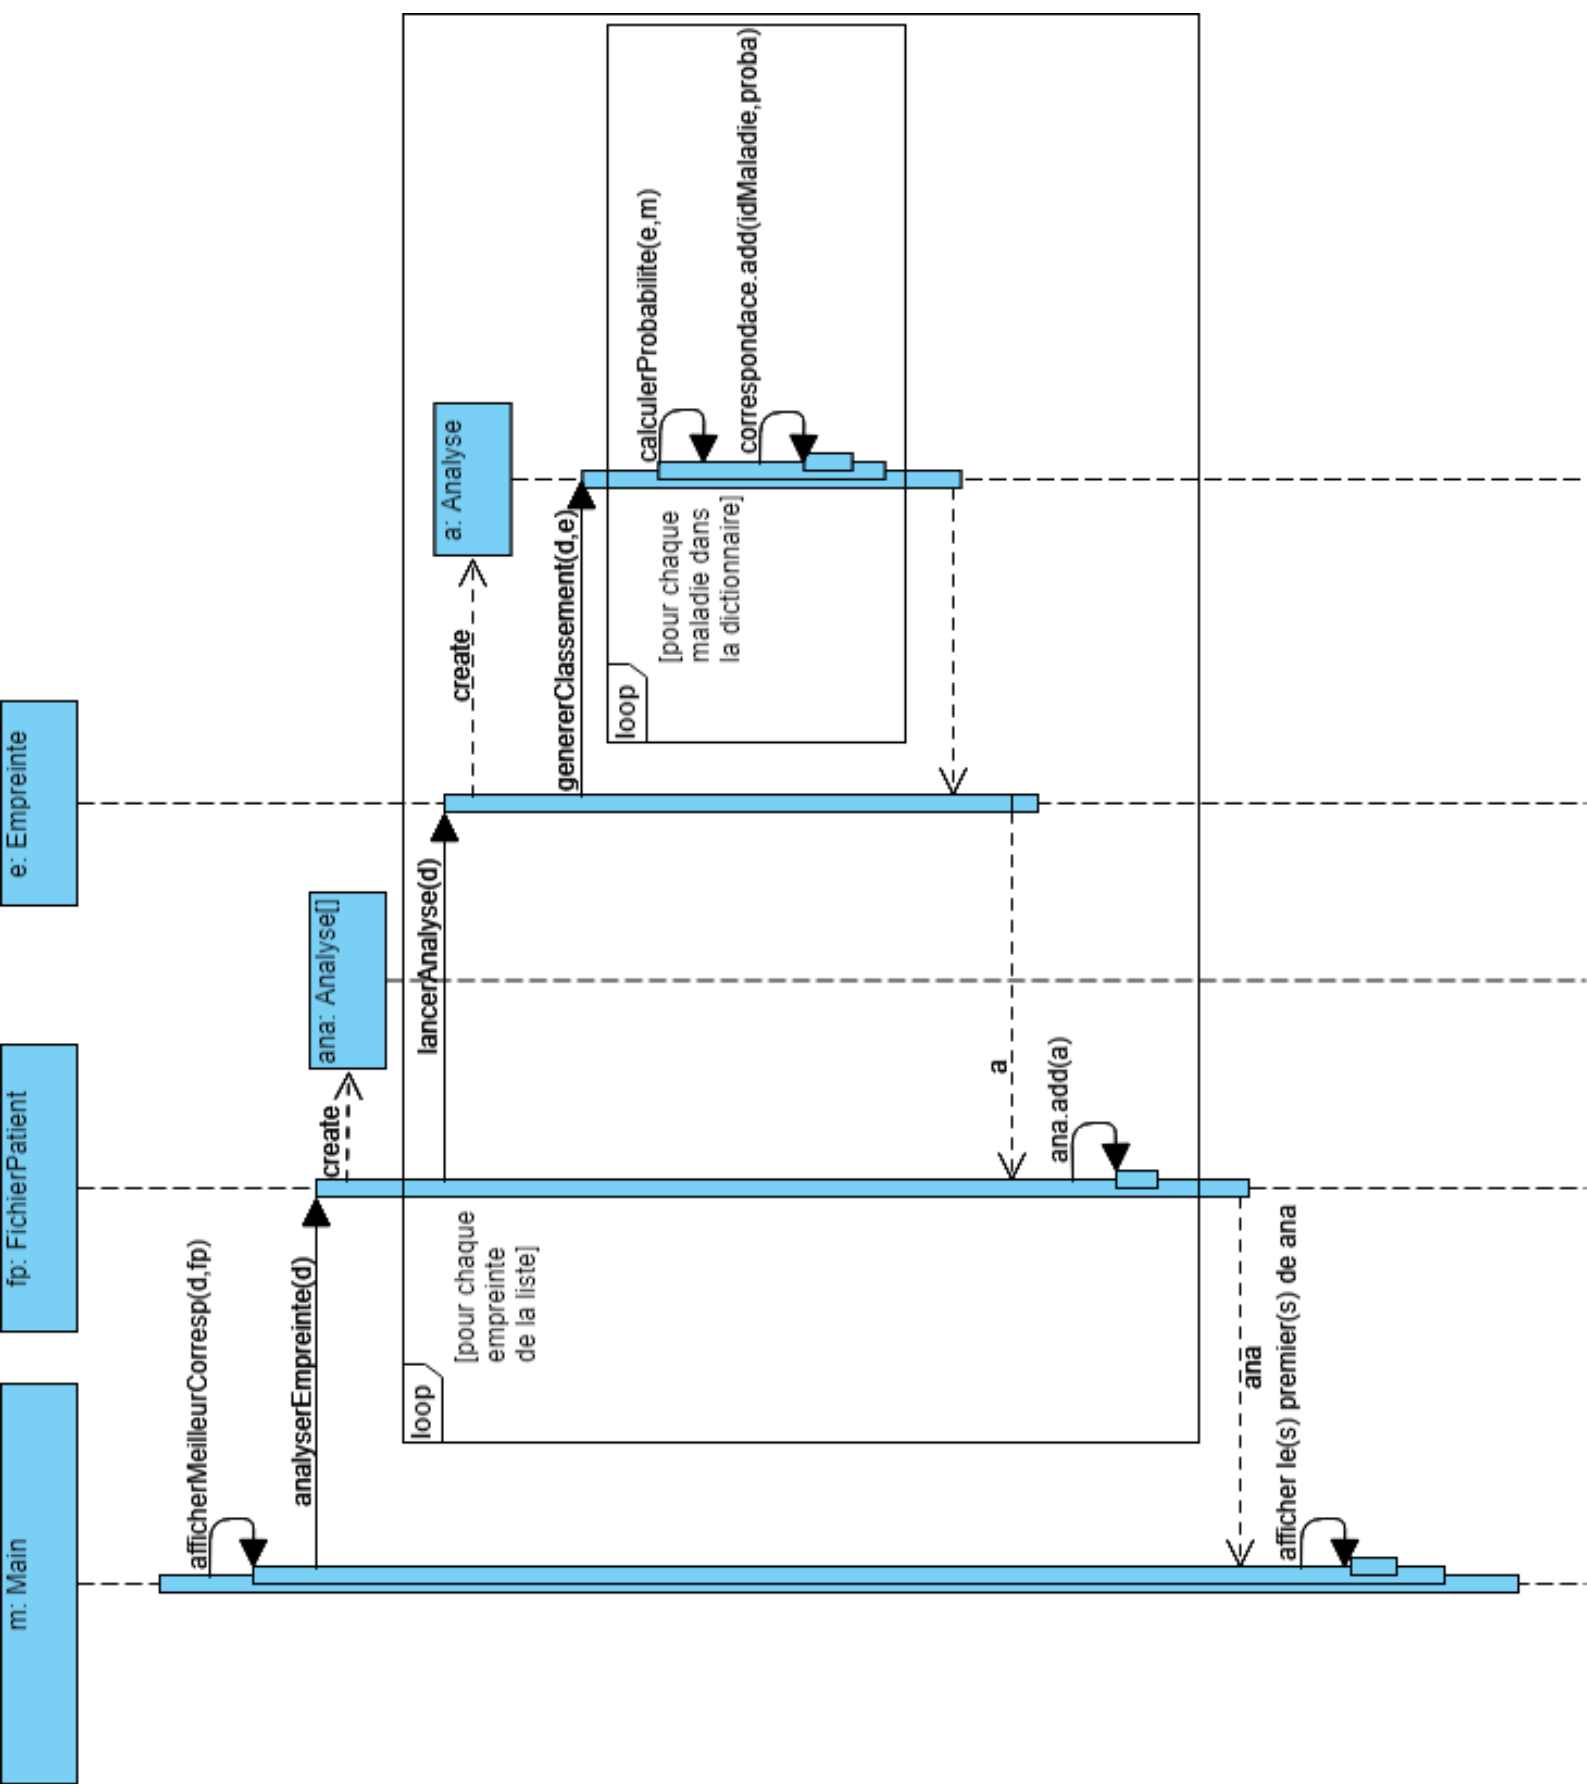 m: Main
fp: FichierPatient
e: Empreinte
afficherMeilleurCorresp(d,fp)
analyserEmpreinte(d)
create
ana: Analyse[]
loop
[pour chaque
empreinte
de la liste]
lancerAnalyse(d)
create
a: Analyse
genererClassement(d,e)
loop
[pour chaque
maladie dans
la dictionnaire]
calculerProbabilite(e,m)
correspondace.add(idMaladie,proba)
a
ana.add(a)
ana
afficher le(s) premier(s) de ana